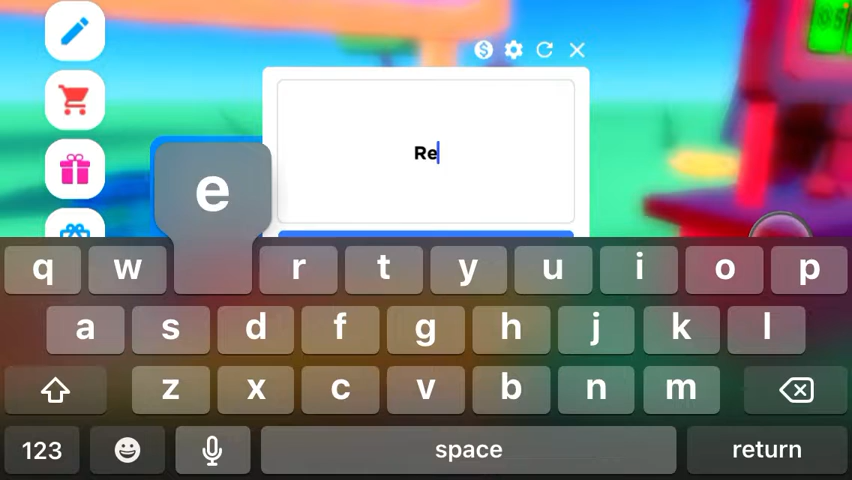 Re
e
q w r t y u i o p
a s d f g h j k l
z x c v b n m
123 space return